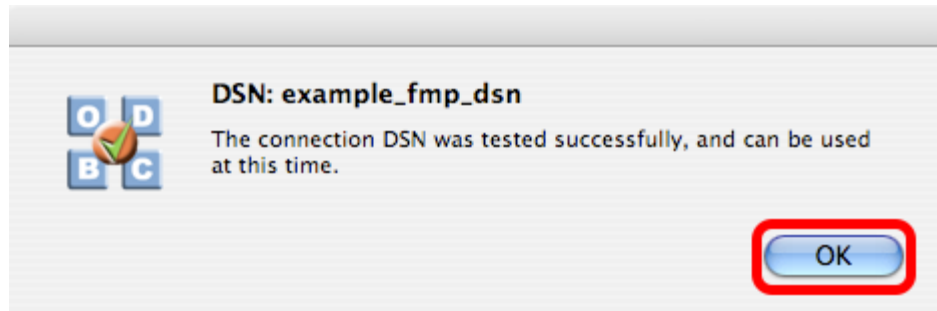 O D
B C
DSN: example_fmp_dsn
The connection DSN was tested successfully, and can be used
at this time.
OK